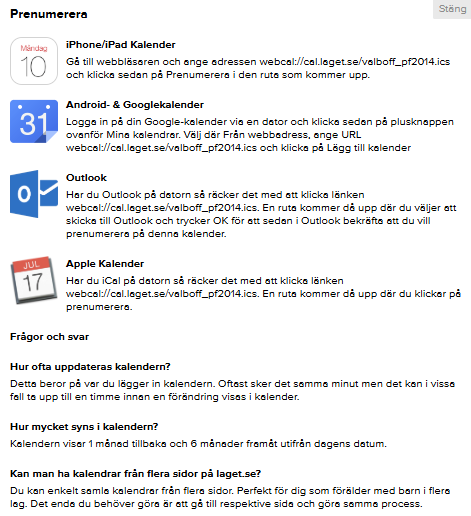 Prenumerera
Stäng
Måndag
10
iPhone/iPad Kalender
Gå till webbläsaren och ange adressen webcal://cal.laget.se/valboff_pf2014.ics
och klicka sedan på Prenumerera i den ruta som kommer upp.
31
Android- & Googlekalender
Logga in på din Google-kalender via en dator och klicka sedan på plusknappen
ovanför Mina kalendrar. Välj där Från webbadress, ange URL
webcal://cal.laget.se/valboff_pf2014.ics och klicka på Lägg till kalender
Outlook
Har du Outlook på datorn så räcker det med att klicka länken
webcal://cal.laget.se/valboff_pf2014.ics. En ruta kommer då upp där du väljer att
skicka till Outlook och trycker OK för att sedan i Outlook bekräfta att du vill
prenumerera på denna kalender.
JUL
17
Apple Kalender
Har du iCal på datorn så räcker det med att klicka länken
webcal://cal.laget.se/valboff_pf2014.ics. En ruta kommer då upp där du klickar på
prenumerera.
Frågor och svar
Hur ofta uppdateras kalendern?
Detta beror på var du lägger in kalendern. Oftast sker det samma minut men det kan i vissa
fall ta upp till en timme innan en förändring visas i kalender.
Hur mycket syns i kalendern?
Kalendern visar 1 månad tillbaka och 6 månader framåt utifrån dagens datum.
Kan man ha kalendrar från flera sidor på laget.se?
Du kan enkelt samla kalendrar från flera sidor. Perfekt för dig som förälder med barn i flera
lag. Det enda du behöver göra är att gå till respektive sida och göra samma process.